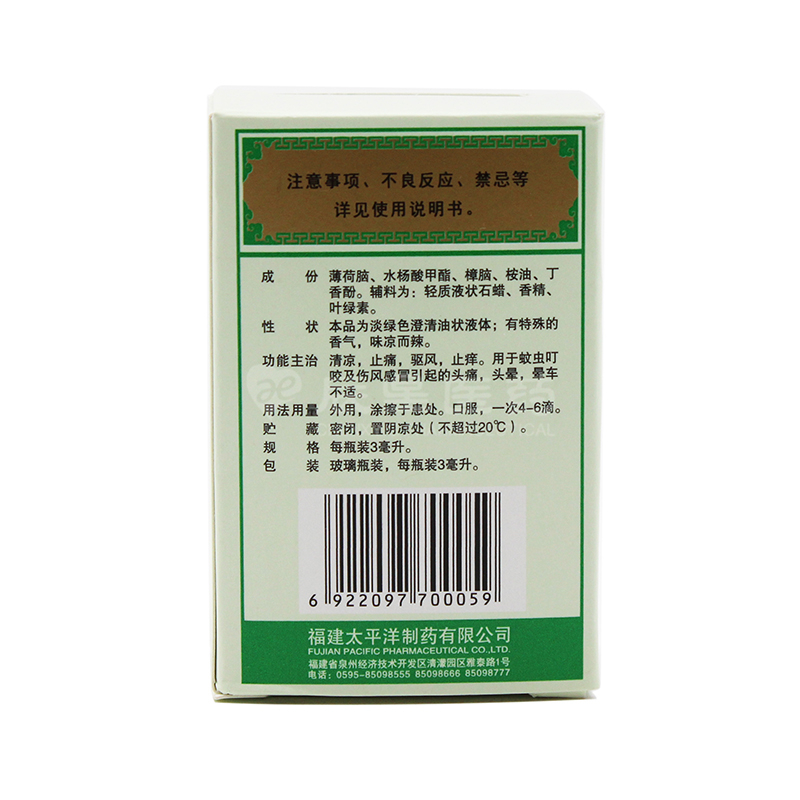 注意事项、不良反应、禁忌等
详见使用说明书。
成 份 薄荷脑、水杨酸甲酯、樟脑、桉油、丁
香酚。辅料为：轻质液状石蜡、香精、
叶绿素。
性 状 本品为淡绿色澄清油状液体；有特殊的
香气，味凉而辣。
功能主治 清凉，止痛，驱风，止痒。用于蚊虫叮
咬及伤风感冒引起的头痛，头晕，晕车
不适。
用法用量 外用，涂擦于患处。口服，一次4-6滴。
贮 藏 密闭，置阴凉处（不超过20℃）。
规 格 每瓶装3毫升。
包 装 玻璃瓶装，每瓶装3毫升。
6 922097 700059
福建太平洋制药有限公司
FUJIAN PACIFIC PHARMACEUTICAL CO.,LTD.
福建省泉州经济技术开发区清濛园区雅泰路1号
电话：0595-85098555 85098666 85098777